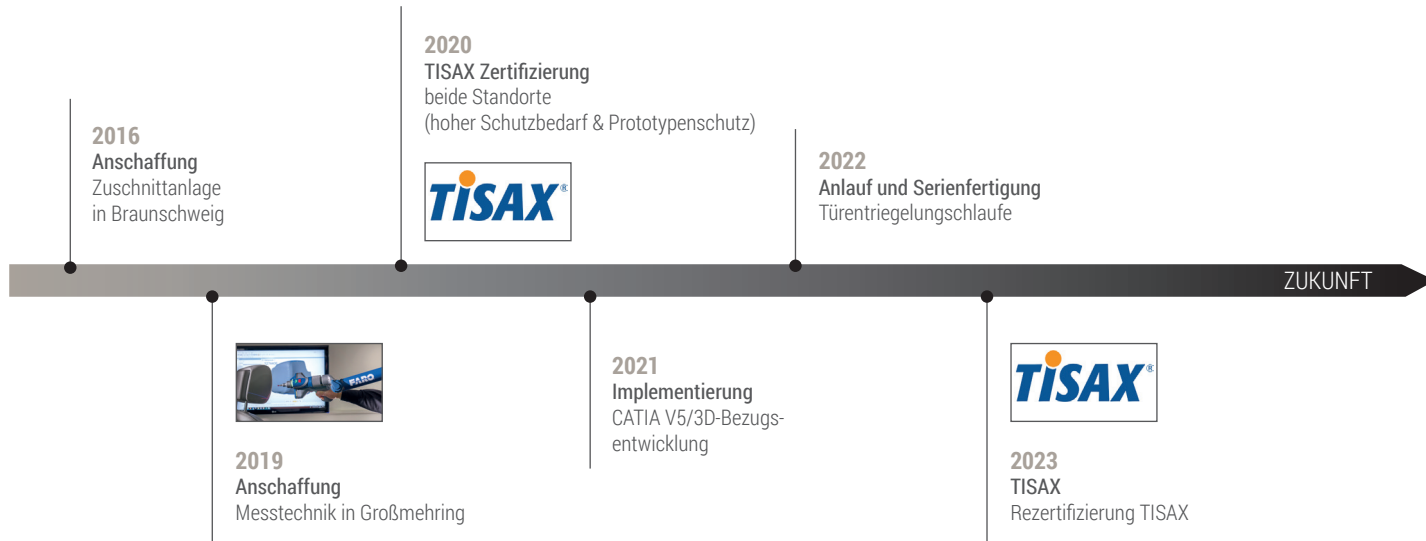 2016
Anschaffung
Zuschnittanlage
in Braunschweig
2019
Anschaffung
Messtechnik in Großmehring
FARO
2020
TISAX Zertifizierung
beide Standorte
(hoher Schutzbedarf & Prototypenschutz)
TiSAX®
2021
Implementierung
CATIA V5/3D-Bezugs-
entwicklung
2022
Anlauf und Serienfertigung
Türentriegelungschlaufe
2023
TISAX
Rezertifizierung TISAX
TiSAX®
ZUKUNFT